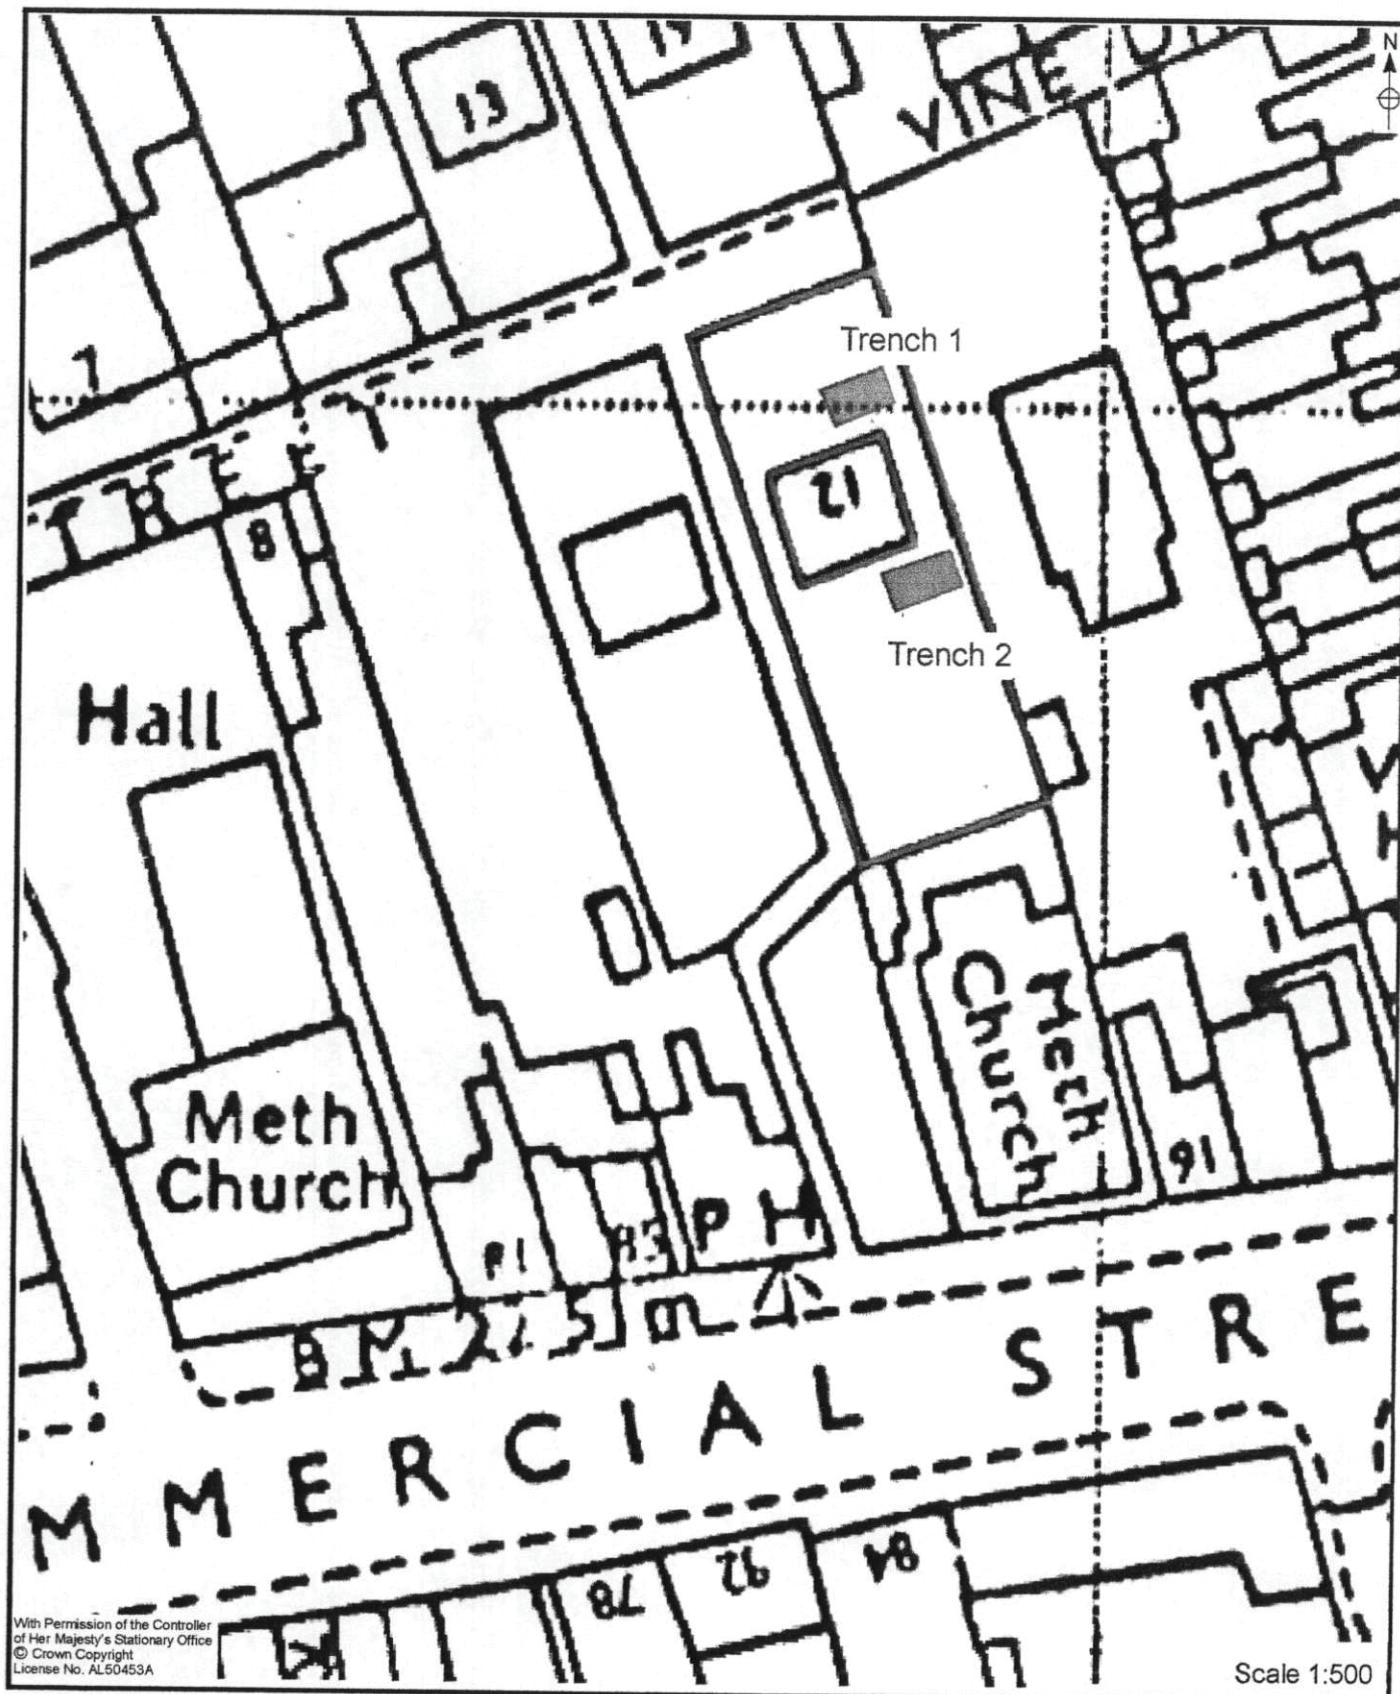 N
13
VINE
Trench 1
7
21
8
Hall
Trench 2
Meth
Church
Meth
Church
P H
91
MMERCIAL STRE
78
92
84
With Permission of the Controller
of Her Majesty's Stationary Office
© Crown Copyright
License No. AL50453A
Scale 1:500